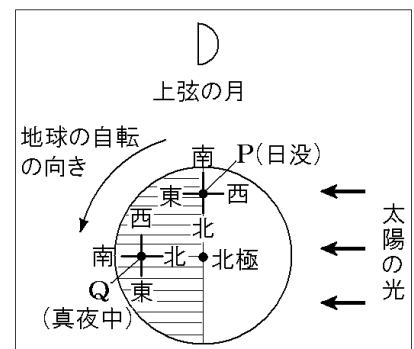 上弦の月
地球の自転
の向き
南
P(日没)
東
西
北
西
南
北
北極
Q
東
(真夜中)
太陽の光